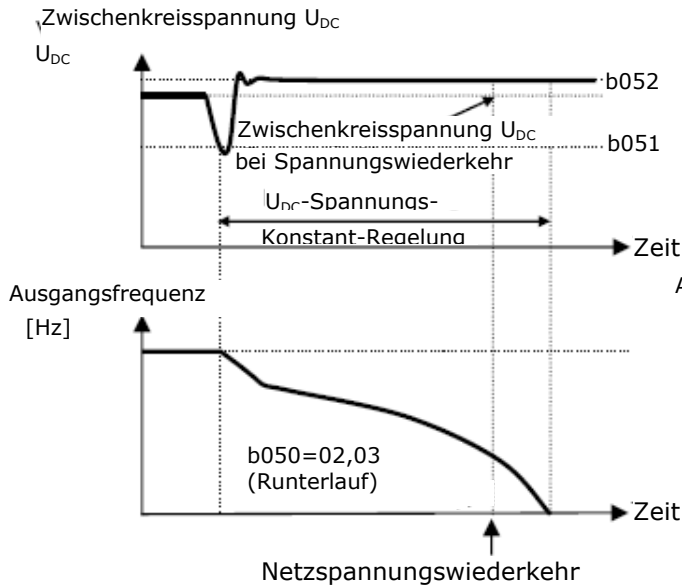 Zwischenkreisspannung U_DC
U_DC
b052
Zwischenkreisspannung U_DC
bei Spannungswiederkehr
b051
U_DC-Spannungs-
Konstant-Regelung
Zeit
A
Ausgangsfrequenz
[Hz]
b050=02,03
(Runterlauf)
Zeit
Netzspannungswiederkehr